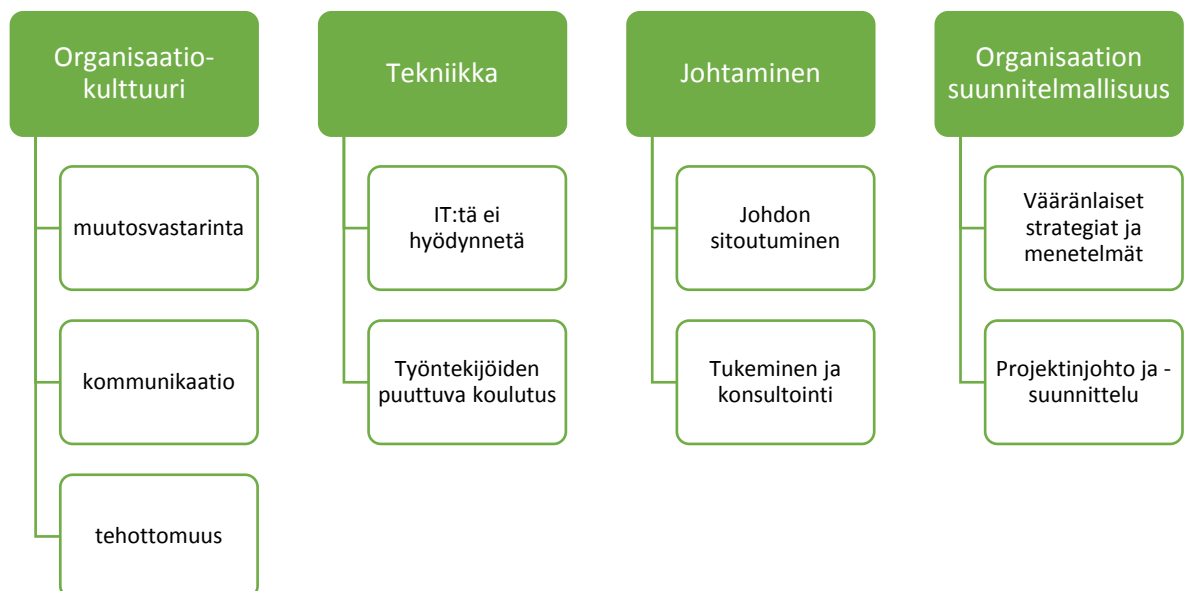 Organisaatio-
kulttuuri
muutosvastarinta
kommunikaatio
tehottomuus
Tekniikka
IT:tä ei
hyödynnetä
Työntekijöiden
puuttuva koulutus
Johtaminen
Johdon
sitoutuminen
Tukeminen ja
konsultointi
Organisaation
suunnitelmallisuus
Vääränlaiset
strategiat ja
menetelmät
Projektinjohto ja -
suunnittelu